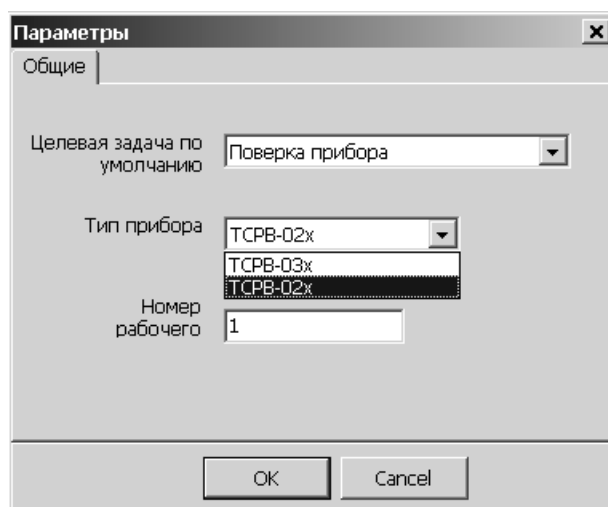 Параметры
Общие
Целевая задача по
умолчанию
Поверка прибора
Тип прибора
ТСРВ-02х
ТСРВ-03х
ТСРВ-02х
Номер
рабочего
1
OK
Cancel